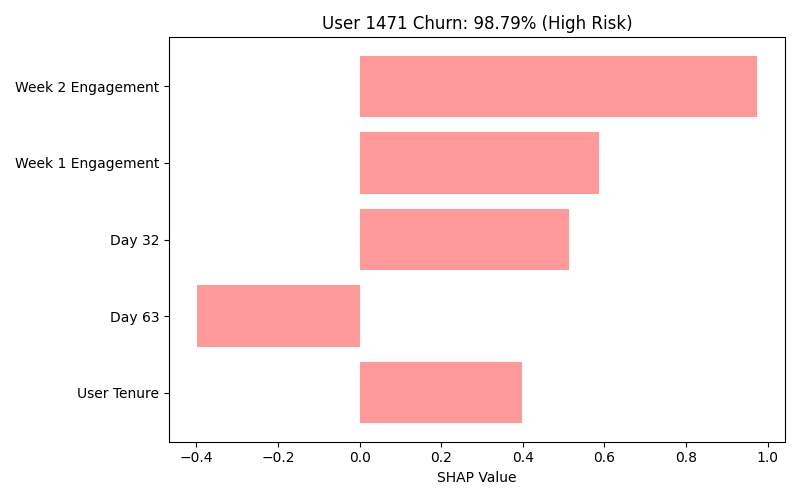 User 1471 Churn: 98.79% (High Risk)
Week 2 Engagement
Week 1 Engagement
Day 32
Day 63
User Tenure
−0.4 −0.2 0.0 0.2 0.4 0.6 0.8 1.0
SHAP Value